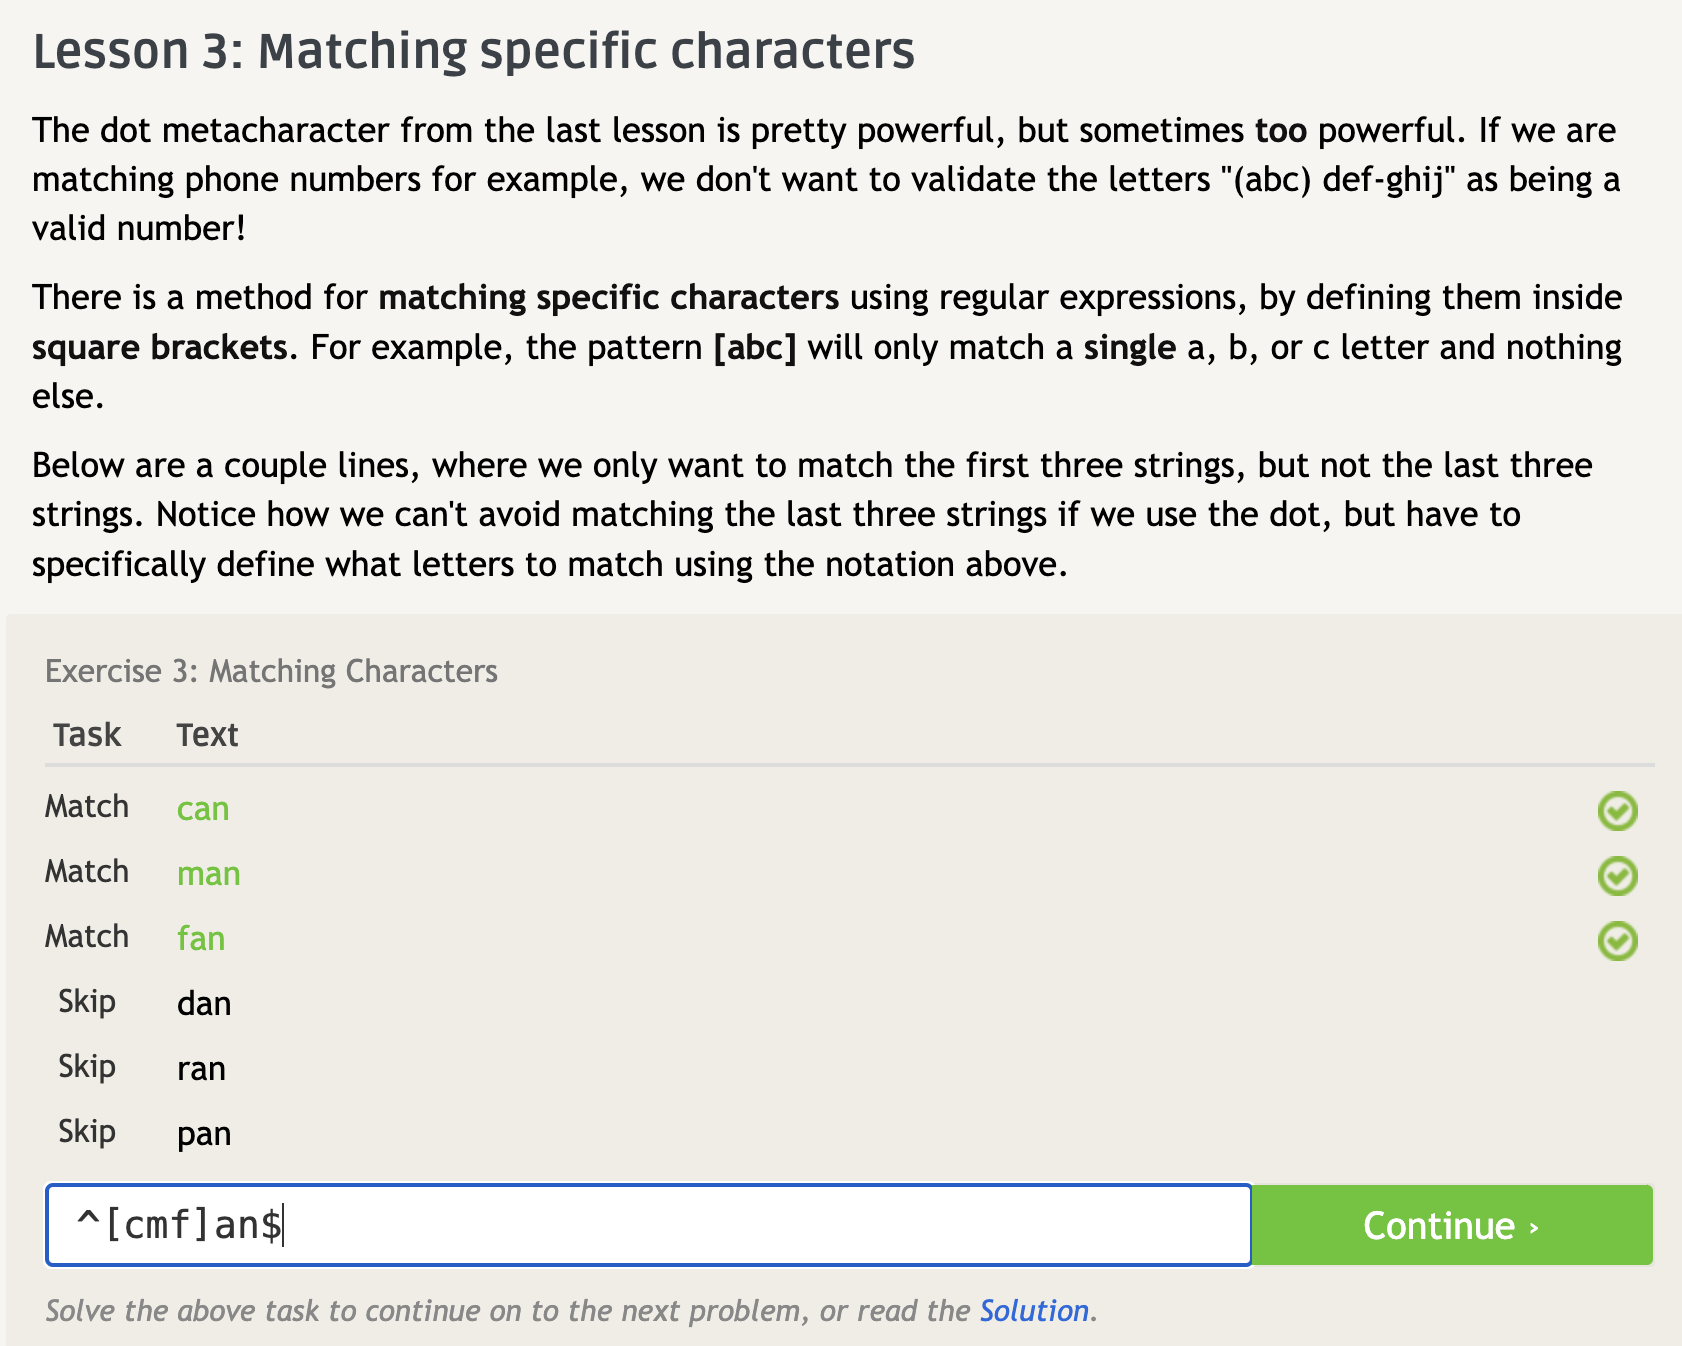 Lesson 3: Matching specific characters
The dot metacharacter from the last lesson is pretty powerful, but sometimes too powerful. If we are
matching phone numbers for example, we don't want to validate the letters "(abc) def-ghij" as being a
valid number!
There is a method for matching specific characters using regular expressions, by defining them inside
square brackets. For example, the pattern [abc] will only match a single a, b, or c letter and nothing
else.
Below are a couple lines, where we only want to match the first three strings, but not the last three
strings. Notice how we can't avoid matching the last three strings if we use the dot, but have to
specifically define what letters to match using the notation above.
Exercise 3: Matching Characters
Task Text
Match can
Match man
Match fan
Skip dan
Skip ran
Skip pan
^[cmf]an$ Continue ›
Solve the above task to continue on to the next problem, or read the Solution.